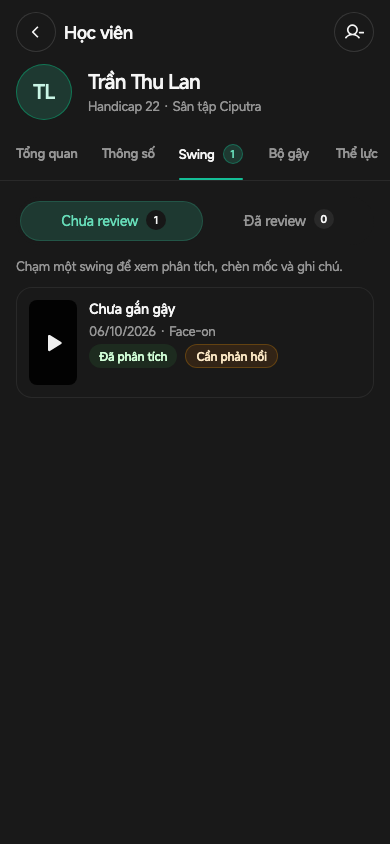 Học viên
TL
Trần Thu Lan
Handicap 22 · Sân tập Ciputra
Tổng quan Thông số Swing 1 Bộ gậy Thể lực
Chưa review 1 Đã review 0
Chạm một swing để xem phân tích, chèn mốc và ghi chú.
Chưa gắn gậy
06/10/2026 · Face-on
Đã phân tích Cần phản hồi